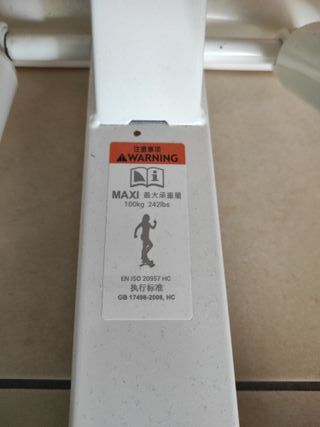 注意事项
WARNING
MAXI 最大承重量
100kg 242lbs
EN ISO 20957 HC
执行标准
GB 17498-2008, HC